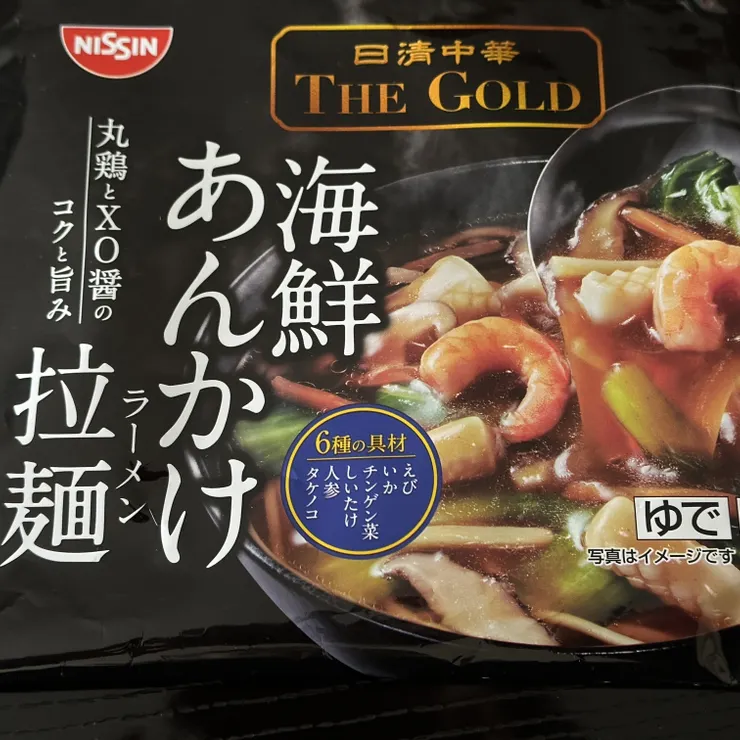 NISSIN
日清中華
THE GOLD
海鮮
あんかけ
拉麺
ラーメン
丸鶏とXO醤の
コクと旨み
6種の具材
えび
いか
チンゲン菜
しいたけ
人参
タケノコ
ゆで
写真はイメージです